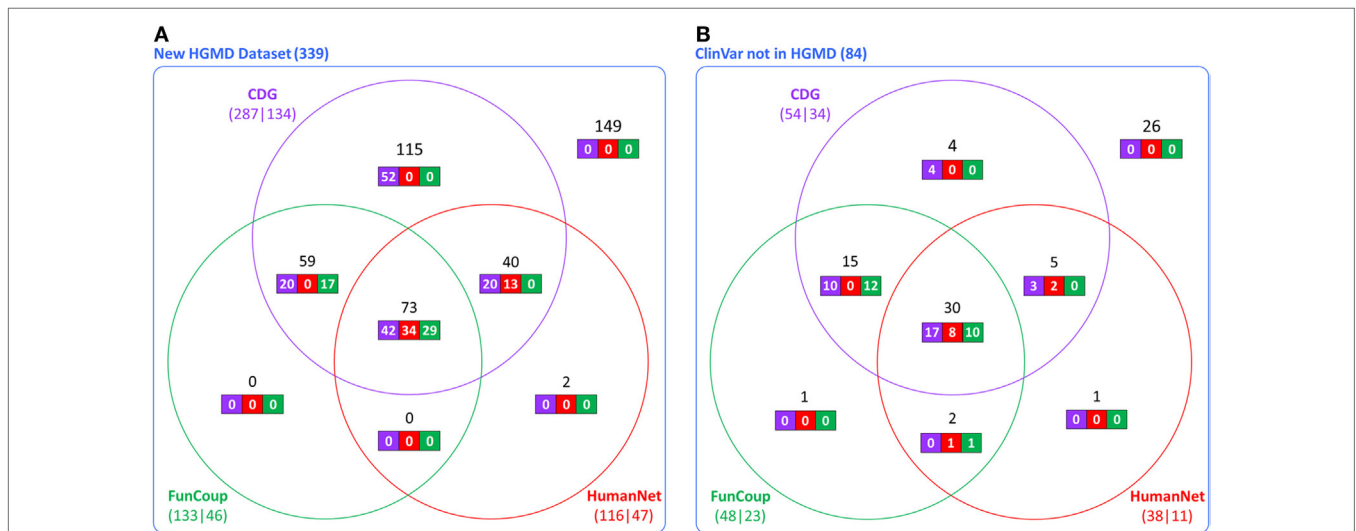 A
New HGMD Dataset (339)
CDG
(287|134)
149
0 0 0
115
52 0 0
59
20 0 17
40
20 13 0
73
42 34 29
0
0 0 0
2
0 0 0
0
0 0 0
FunCoup
(133|46)
HumanNet
(116|47)
B
ClinVar not in HGMD (84)
CDG
(54|34)
26
0 0 0
4
4 0 0
15
10 0 12
5
3 2 0
30
17 8 10
1
0 0 0
1
0 0 0
2
0 1 1
FunCoup
(48|23)
HumanNet
(38|11)